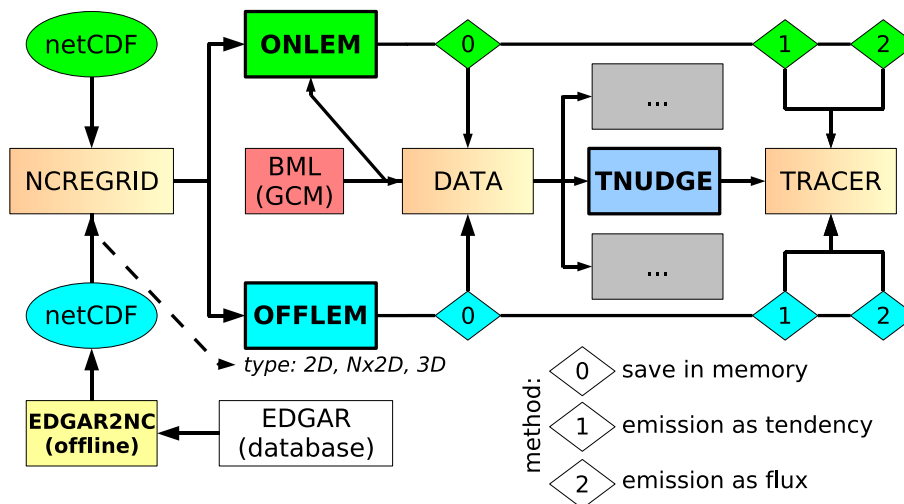 netCDF
ONLEM
0
1
2
...
NCREGRID
BML
(GCM)
DATA
TNUDGE
TRACER
...
netCDF
OFFLEM
0
1
2
type: 2D, Nx2D, 3D
EDGAR2NC
(offline)
EDGAR
(database)
method:
0 save in memory
1 emission as tendency
2 emission as flux